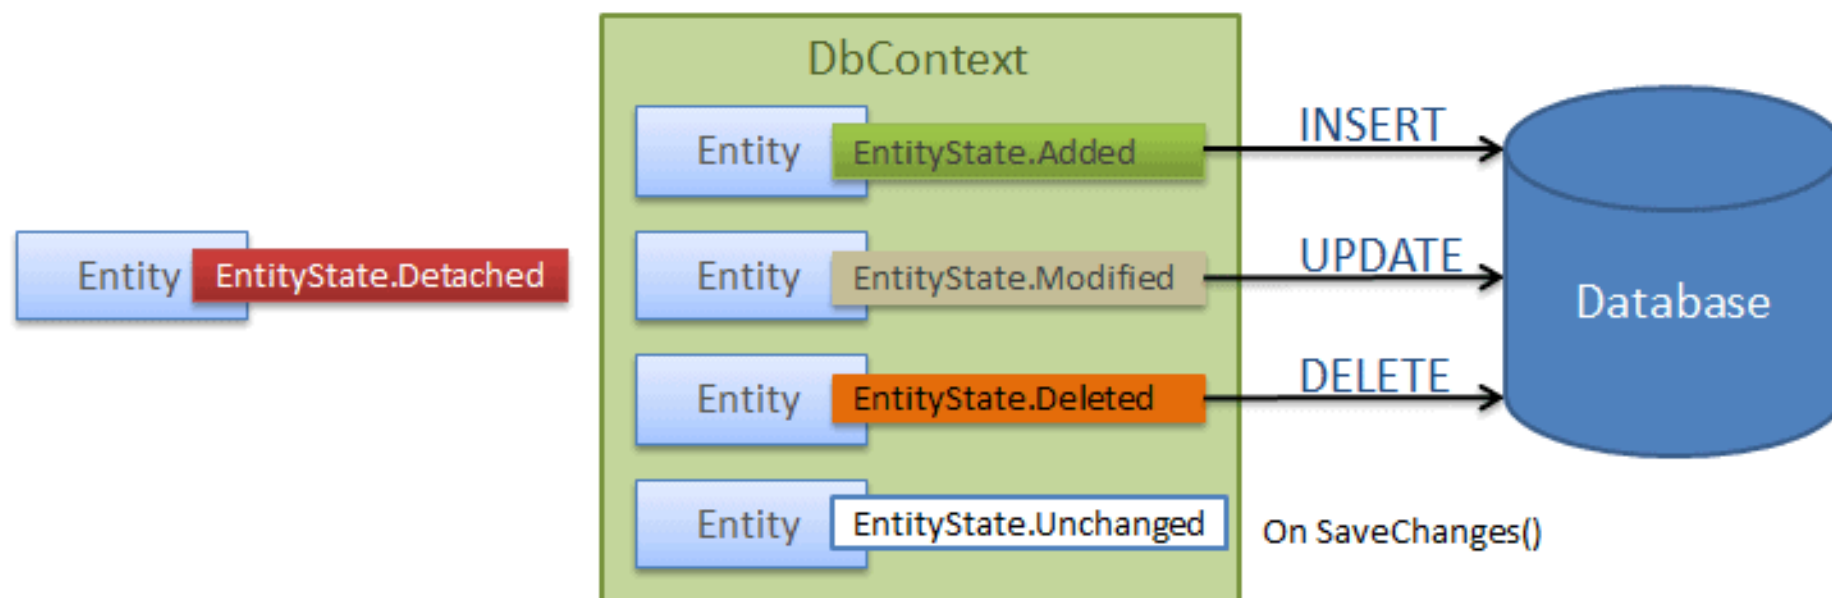 DbContext
Entity EntityState.Added
INSERT
Entity EntityState.Detached
Entity EntityState.Modified
UPDATE
Database
Entity EntityState.Deleted
DELETE
Entity EntityState.Unchanged
On SaveChanges()